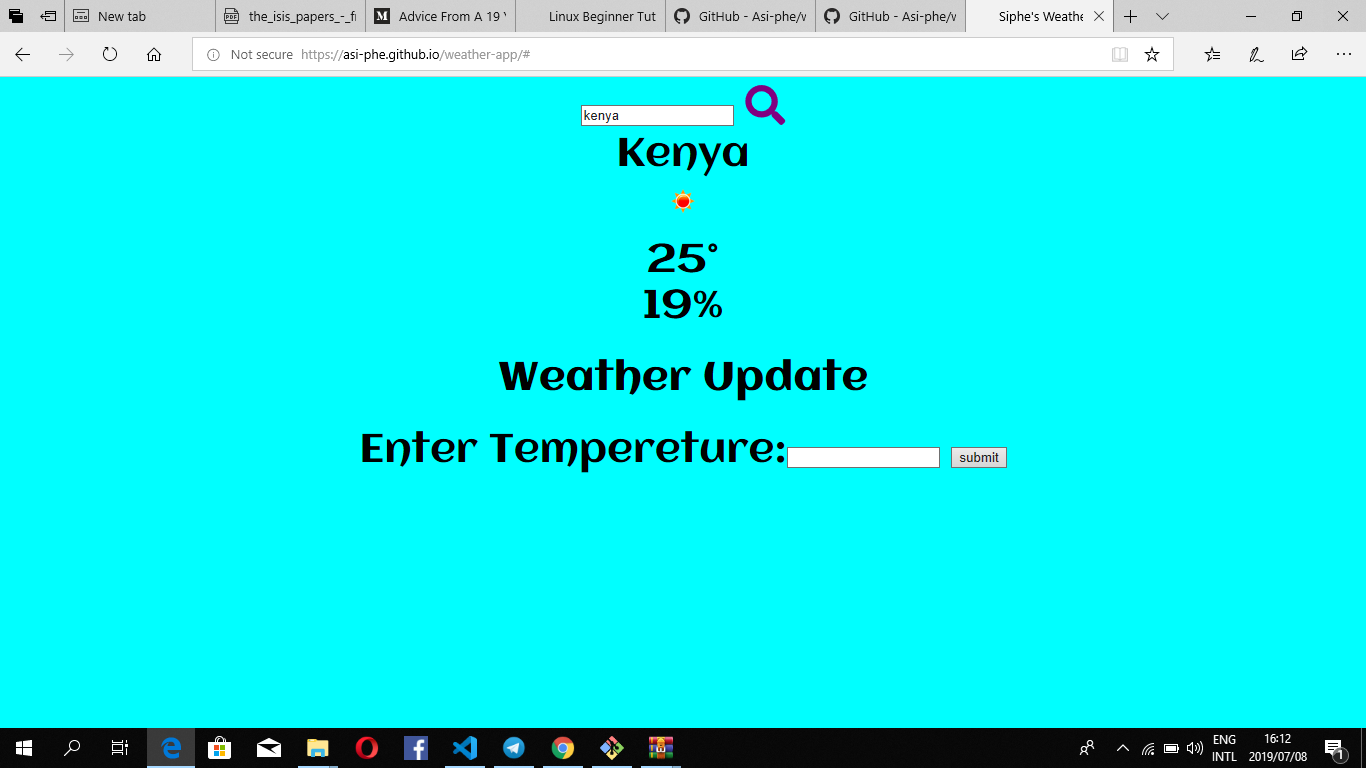 New tab
the_isis_papers_-_fr
Advice From A 19 Y
Linux Beginner Tut
GitHub - Asi-phe/w
GitHub - Asi-phe/w
Siphe's Weathe
Not secure https://asi-phe.github.io/weather-app/#
kenya
Kenya
25°
19%
Weather Update
Enter Tempereture: submit
ENG 16:12
INTL 2019/07/08
1